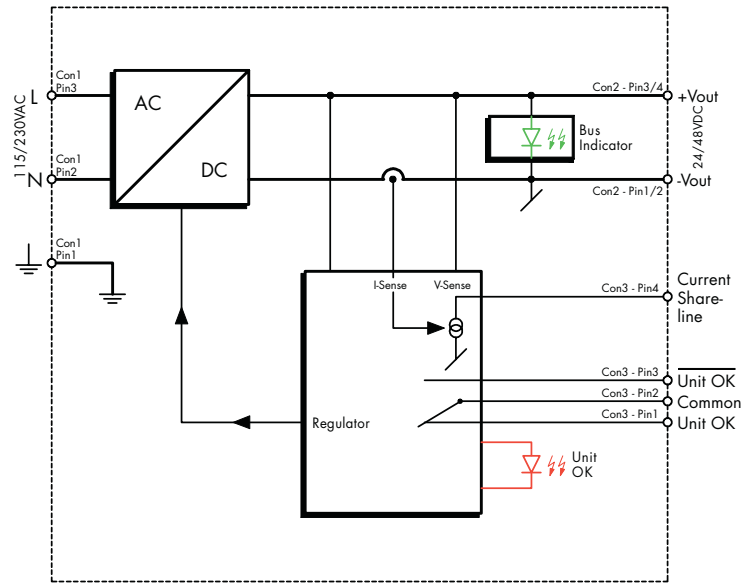 Con1
Pin3
L
AC
Con2 - Pin3/4
+Vout
115/230VAC
Bus
Indicator
24/48VDC
Con1
Pin2
N
DC
Con2 - Pin1/2
-Vout
Con1
Pin1
I-Sense
V-Sense
Con3 - Pin4
Current
Share-
line
Con3 - Pin3
Unit OK
Con3 - Pin2
Common
Con3 - Pin1
Unit OK
Regulator
Unit
OK